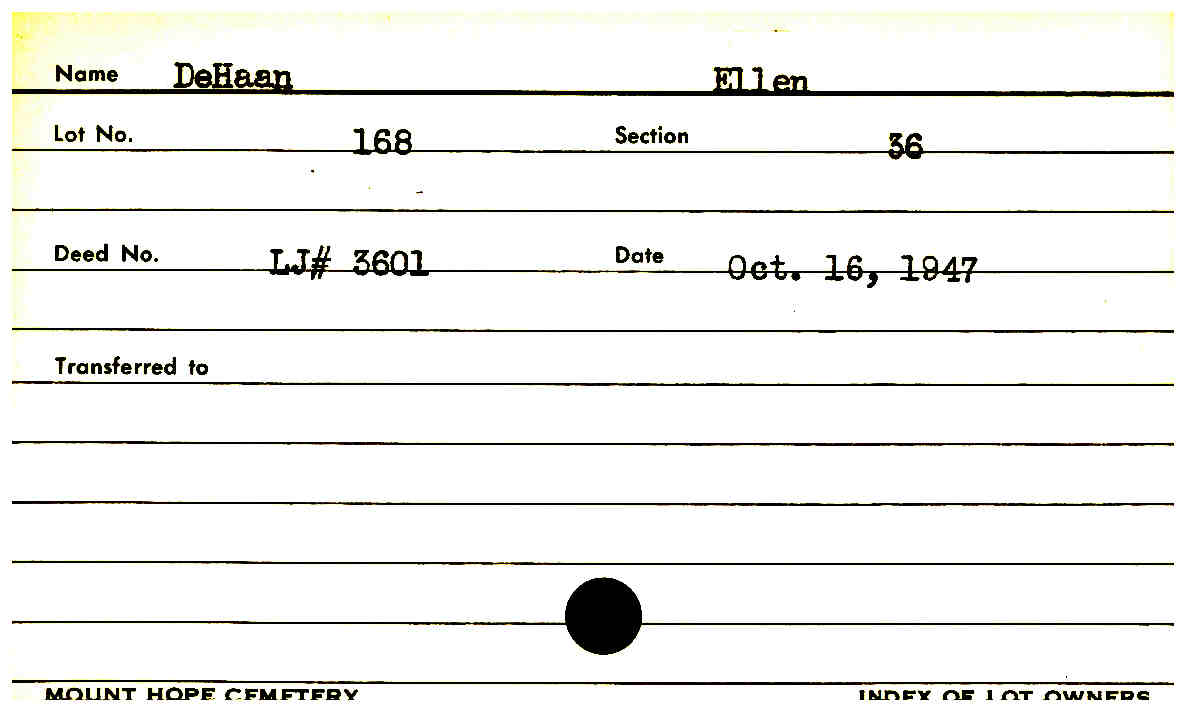 Name DeHaan Ellen
Lot No. 168 Section 36
Deed No. LJ# 3601 Date Oct. 16, 1947
Transferred to
MOUNT HOPE CEMETERY INDEX OF LOT OWNERS